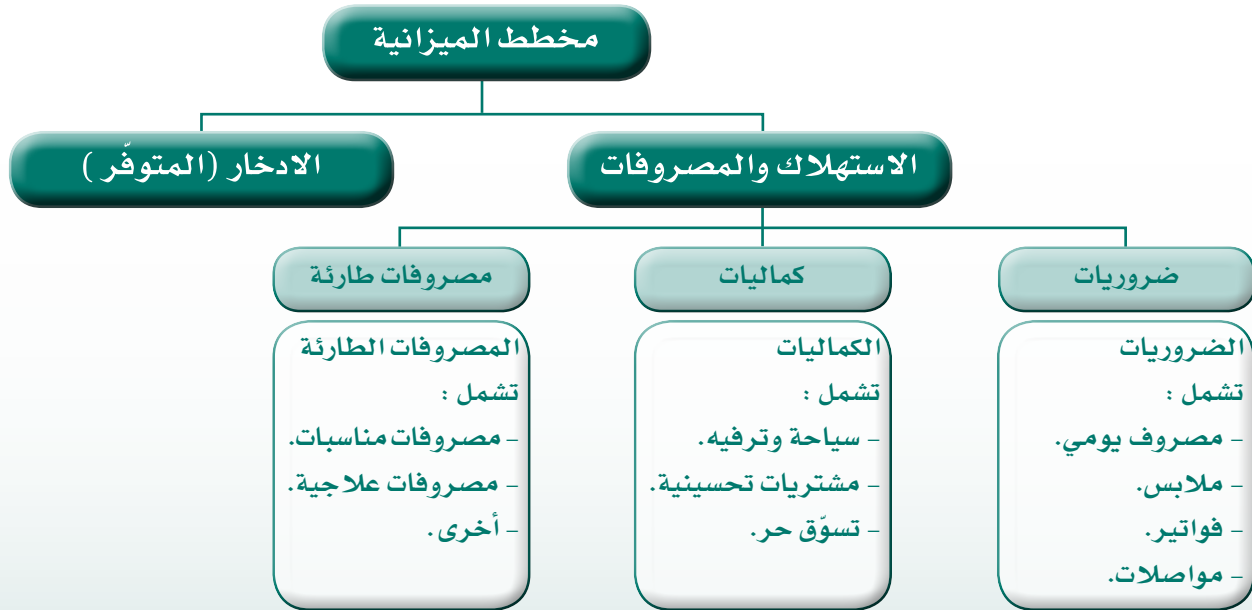 مخطط الميزانية
الاستهلاك والمصروفات
الادخار (المتوفّر )
ضروريات
كماليات
مصروفات طارئة
الضروريات
تشمل :
- مصروف يومي.
- ملابس.
- فواتير.
- مواصلات.
الكماليات
تشمل :
- سياحة وترفيه.
- مشتريات تحسينية.
- تسوّق حر.
المصروفات الطارئة
تشمل :
- مصروفات مناسبات.
- مصروفات علاجية.
- أخرى.